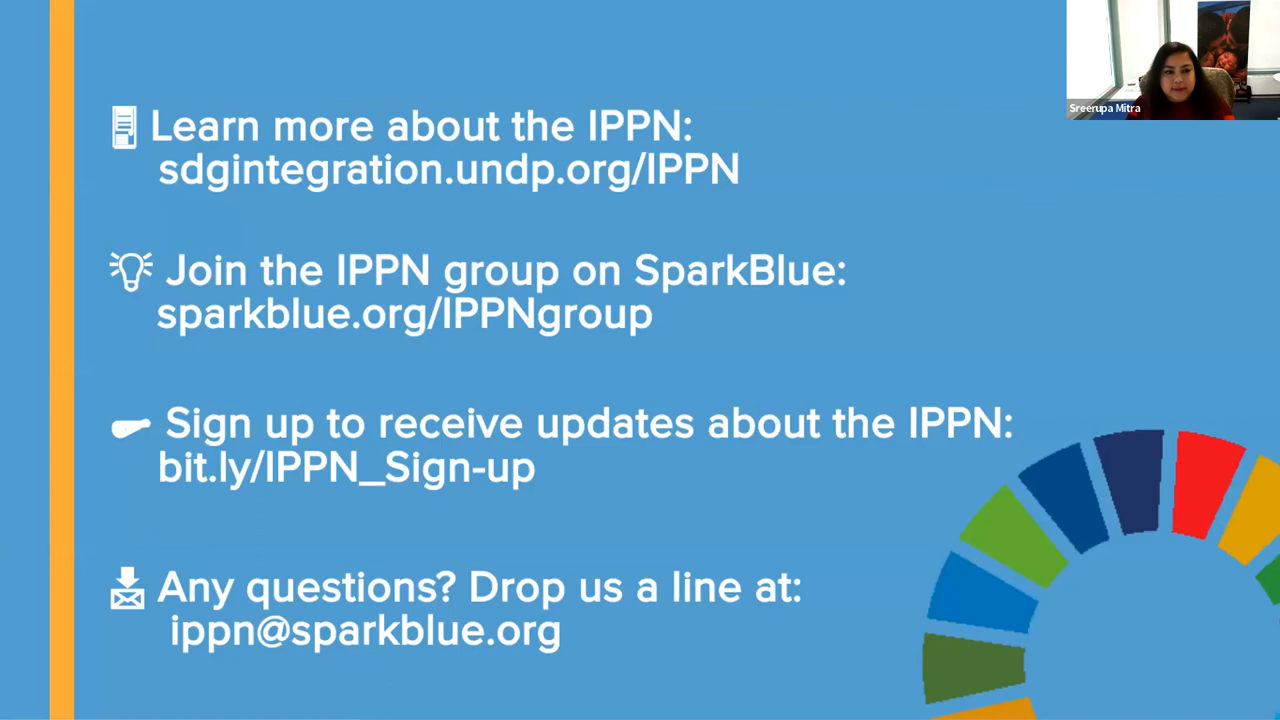 Learn more about the IPPN:
sdgintegration.undp.org/IPPN
Join the IPPN group on SparkBlue:
sparkblue.org/IPPNgroup
Sign up to receive updates about the IPPN:
bit.ly/IPPN_Sign-up
Any questions? Drop us a line at:
ippn@sparkblue.org
Sreerupa Mitra